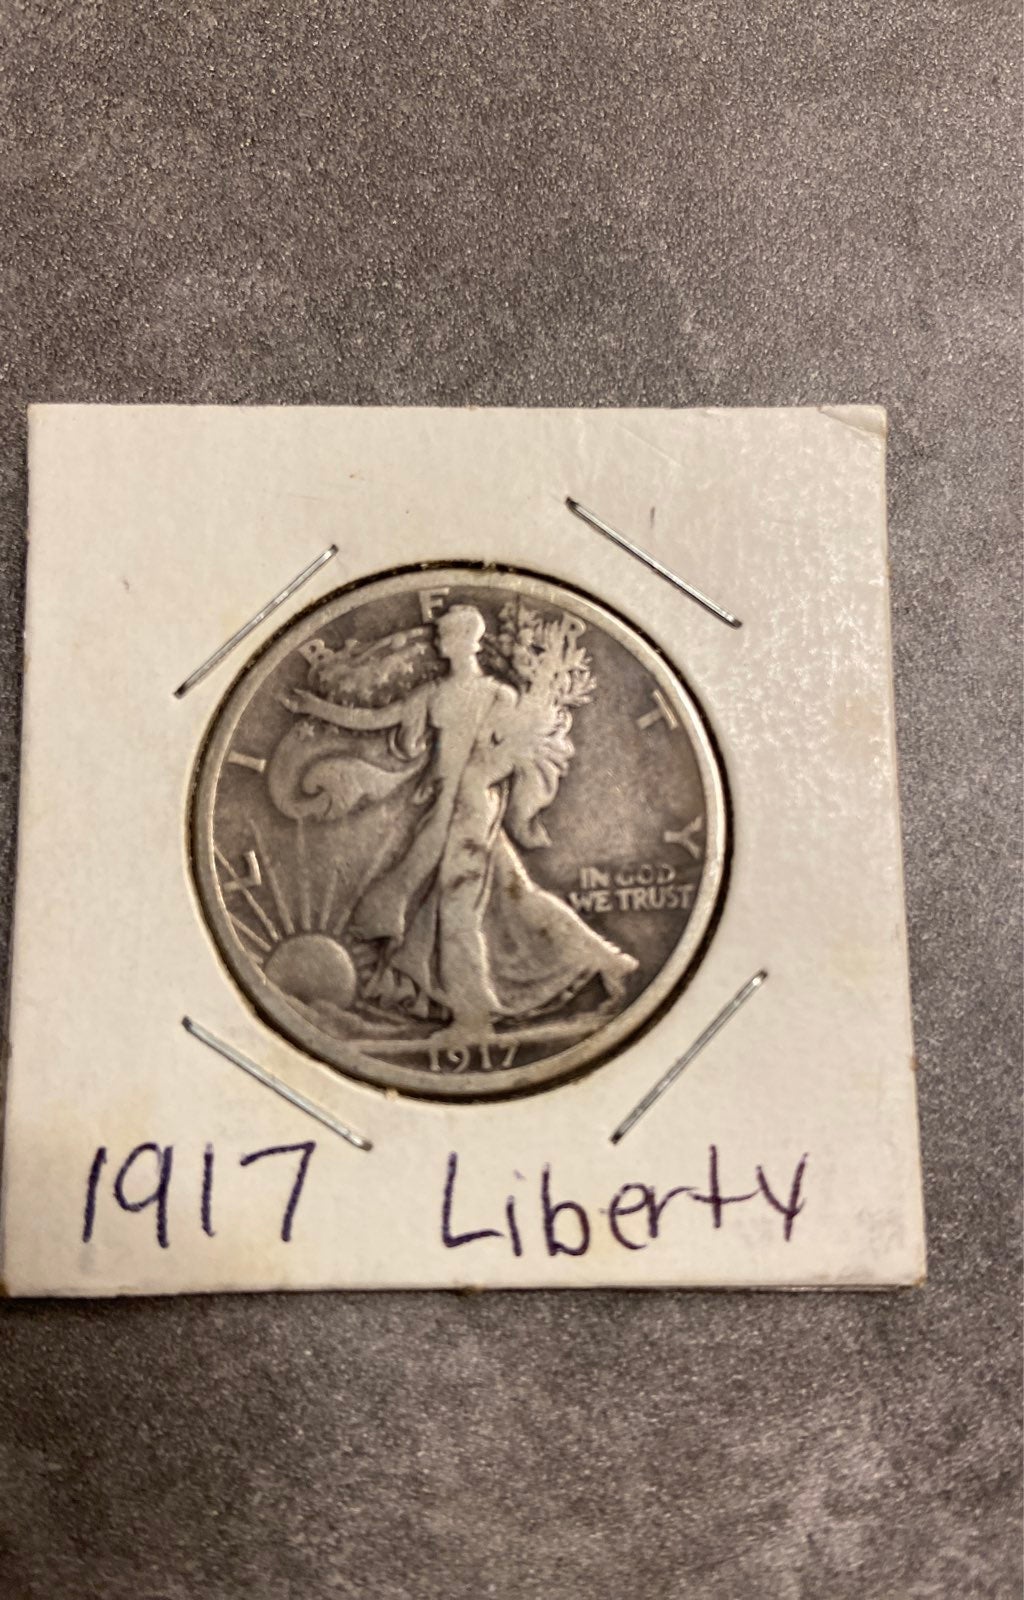 LIBERTY
IN GOD
WE TRUST
1917
1917 Liberty